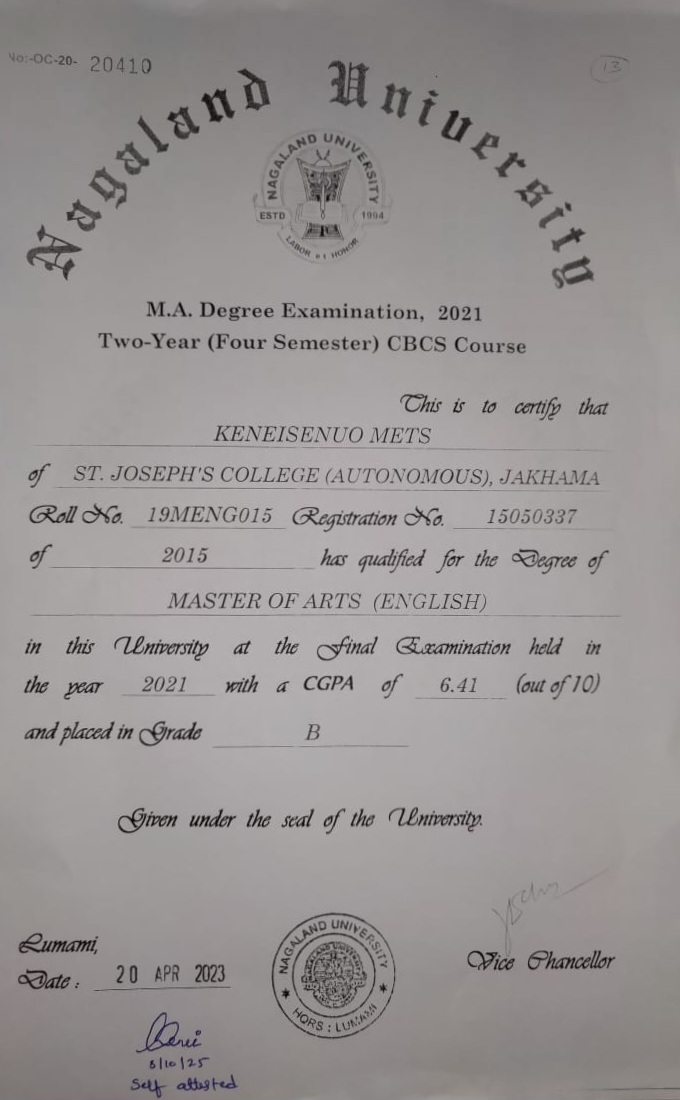 No:-OC-20- 20410
13
Nagaland University
NAGALAND UNIVERSITY
ESTD 1994
LABOR ET HONOR
M.A. Degree Examination, 2021
Two-Year (Four Semester) CBCS Course
This is to certify that
KENEISENUO METS
of ST. JOSEPH'S COLLEGE (AUTONOMOUS), JAKHAMA
Roll No. 19MENG015 Registration No. 15050337
of 2015 has qualified for the Degree of
MASTER OF ARTS (ENGLISH)
in this University at the Final Examination held in
the year 2021 with a CGPA of 6.41 (out of 10)
and placed in Grade B
Given under the seal of the University.
Lumami,
Date : 20 APR 2023
NAGALAND UNIVERSITY
HQRS : LUMAMI
Vice Chancellor
8/10/25
Self attested